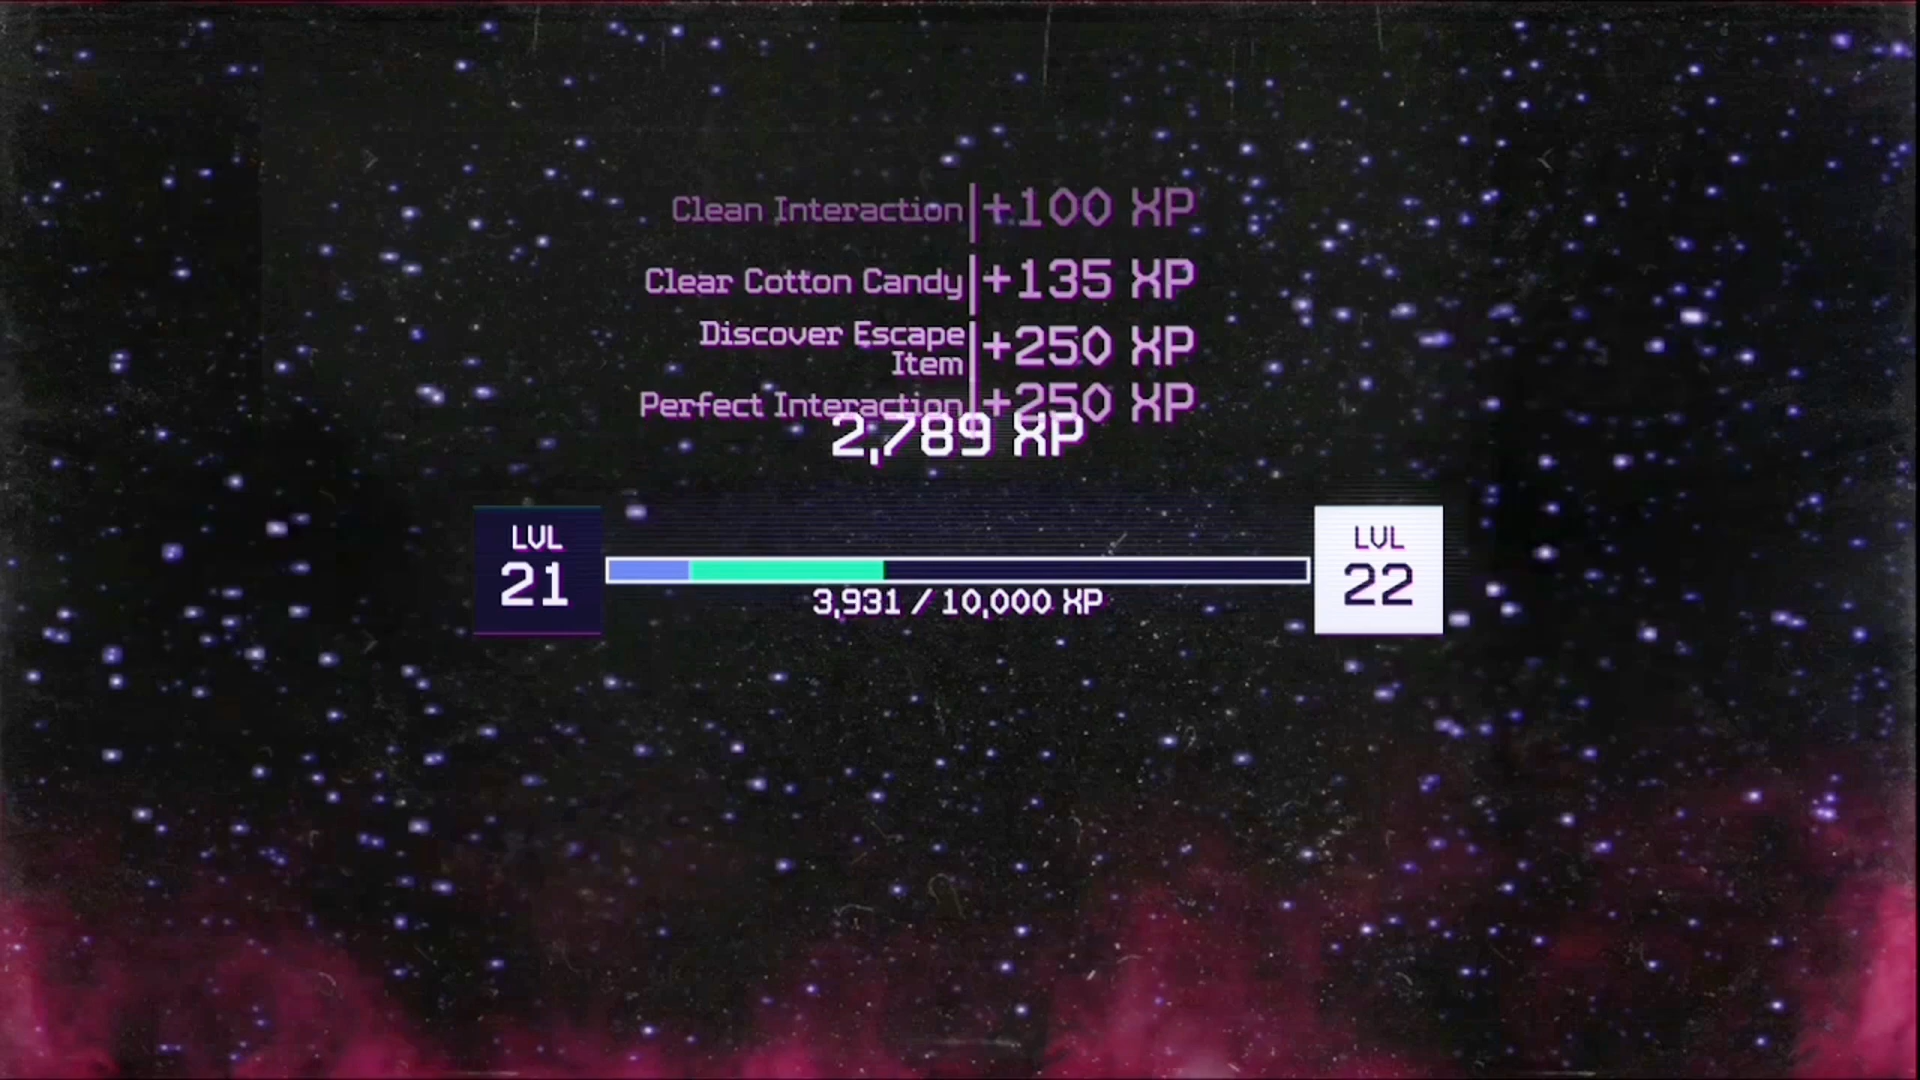 Clean Interaction +100 XP
Clear Cotton Candy +135 XP
Discover Escape +250 XP
Item
Perfect Interaction +250 XP
2,789 XP
LVL
21
3,931 / 10,000 XP
LVL
22